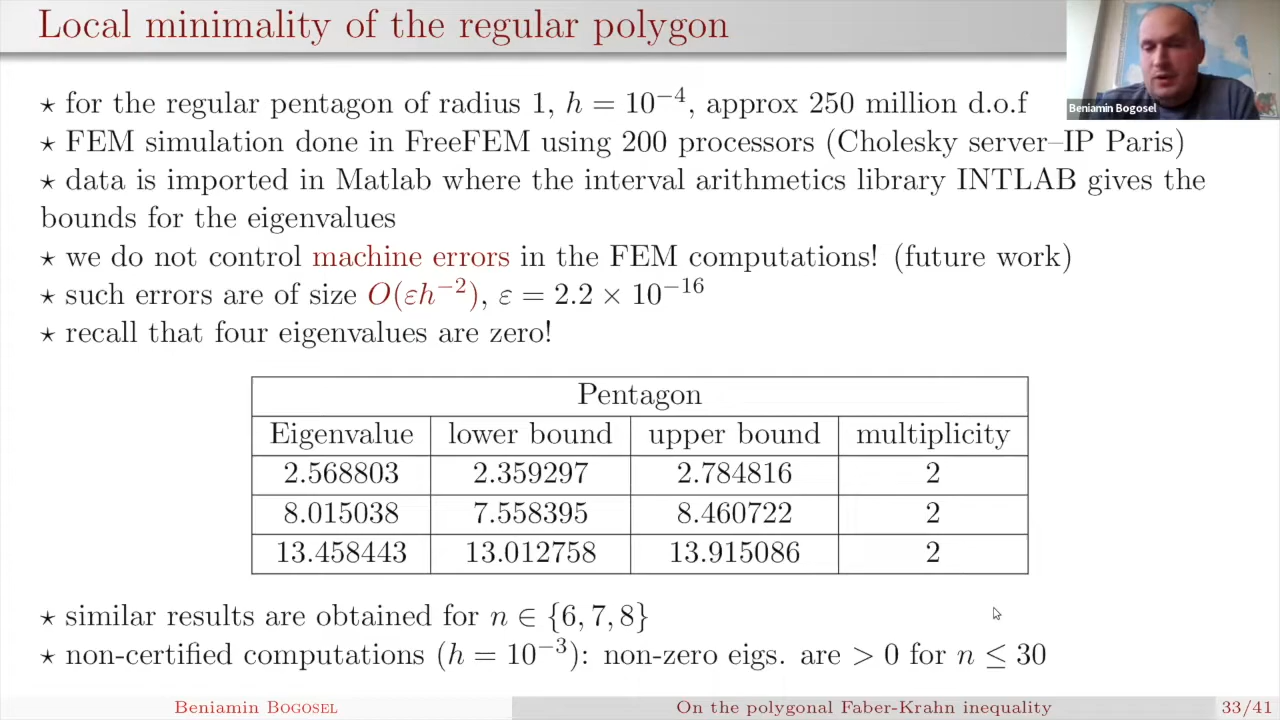 Local minimality of the regular polygon
Beniamin Bogosel
⋆ for the regular pentagon of radius 1, h = 10⁻⁴, approx 250 million d.o.f
⋆ FEM simulation done in FreeFEM using 200 processors (Cholesky server–IP Paris)
⋆ data is imported in Matlab where the interval arithmetics library INTLAB gives the
bounds for the eigenvalues
⋆ we do not control machine errors in the FEM computations! (future work)
⋆ such errors are of size O(εh⁻²), ε = 2.2 × 10⁻¹⁶
⋆ recall that four eigenvalues are zero!
Pentagon
Eigenvalue lower bound upper bound multiplicity
2.568803 2.359297 2.784816 2
8.015038 7.558395 8.460722 2
13.458443 13.012758 13.915086 2
⋆ similar results are obtained for n ∈ {6, 7, 8}
⋆ non-certified computations (h = 10⁻³): non-zero eigs. are > 0 for n ≤ 30
Beniamin Bogosel On the polygonal Faber-Krahn inequality 33/41